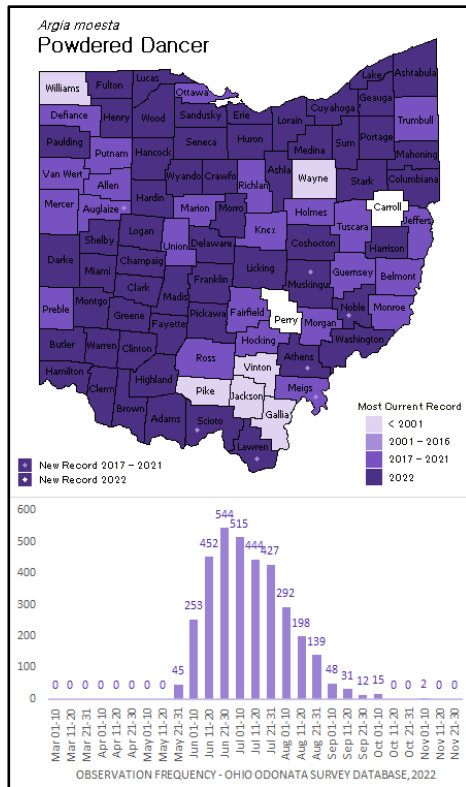 Argia moesta
Powdered Dancer
Williams
Fulton
Lucas
Ottawa
Lake
Ashtabula
Geauga
Defiance
Henry
Wood
Sandusky
Erie
Lorain
Cuyahoga
Trumbull
Paulding
Putnam
Hancock
Seneca
Huron
Medina
Sum
Portage
Mahoning
Van Wert
Allen
Wyando
Crawfo
Richlan
Ashla
Wayne
Stark
Columbiana
Mercer
Auglaize
Hardin
Marion
Morro
Holmes
Carroll
Jeffers
Shelby
Logan
Union
Delaware
Knox
Coshocton
Tuscara
Harrison
Darke
Miami
Champaig
Licking
Muskingu
Guernsey
Belmont
Clark
Madis
Franklin
Preble
Montgo
Greene
Fayette
Pickawa
Fairfield
Perry
Morgan
Noble
Monroe
Butler
Warren
Clinton
Ross
Hocking
Athens
Washington
Hamilton
Clerm
Highland
Vinton
Meigs
Brown
Adams
Pike
Jackson
Gallia
Scioto
Lawren
Most Current Record
< 2001
2001 - 2016
2017 - 2021
2022
New Record 2017 - 2021
New Record 2022
600
500
400
300
200
100
0
0 0 0 0 0 0 0 0 45 253 452 544 515 444 427 292 198 139 48 31 12 15 0 0 2 0 0
Mar 01-10
Mar 11-20
Mar 21-31
Apr 01-10
Apr 11-20
Apr 21-30
May 01-10
May 11-20
May 21-31
Jun 01-10
Jun 11-20
Jun 21-30
Jul 01-10
Jul 11-20
Jul 21-31
Aug 01-10
Aug 11-20
Aug 21-31
Sep 01-10
Sep 11-20
Sep 21-30
Oct 01-10
Oct 11-20
Oct 21-31
Nov 01-10
Nov 11-20
Nov 21-30
OBSERVATION FREQUENCY - OHIO ODONATA SURVEY DATABASE, 2022